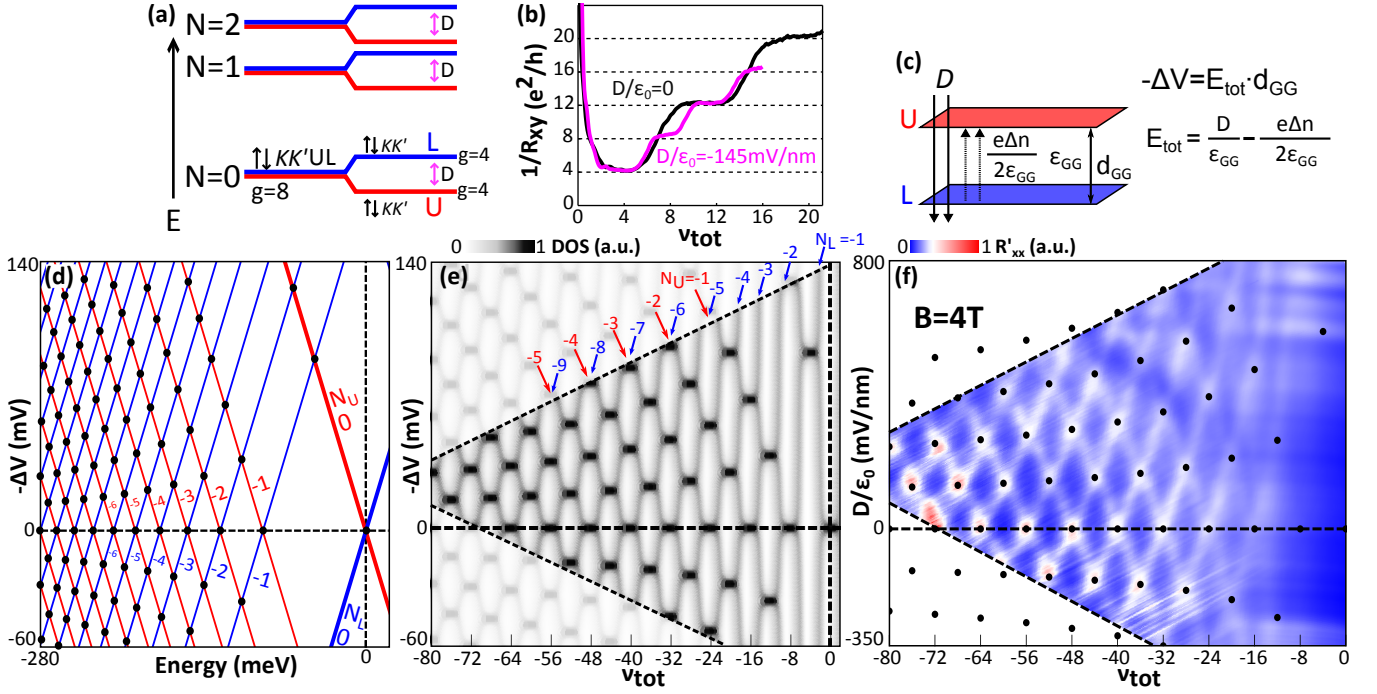 (a)
N=2
D
N=1
D
↑↓ KK'
L
↑↓ KK'UL
g=4
N=0
D
g=8
g=4
E
↑↓ KK'
U
(b)
1/Rxy (e²/h)
20
16
12
8
4
0
D/ε₀=0
D/ε₀=-145mV/nm
0 4 8 12 16 20
νtot
(c)
D
U
L
eΔn
2εGG
εGG
dGG
-ΔV=Etot·dGG
Etot = D/εGG - eΔn/2εGG
(d)
-ΔV (mV)
140
0
-60
NU
0
-6 -5 -4 -3 -2 -1
-6 -5 -4 -3 -2 -1
NL
0
-280 0
Energy (meV)
0 1 DOS (a.u.)
(e)
-ΔV (mV)
140
0
-60
NL =-1
-2
-3
-4
NU=-1
-5
-2
-6
-3
-7
-4
-8
-5
-9
-80 -72 -64 -56 -48 -40 -32 -24 -16 -8 0
νtot
0 1 R'xx (a.u.)
(f)
B=4T
D/ε₀ (mV/nm)
800
0
-350
-80 -72 -64 -56 -48 -40 -32 -24 -16 -8 0
νtot